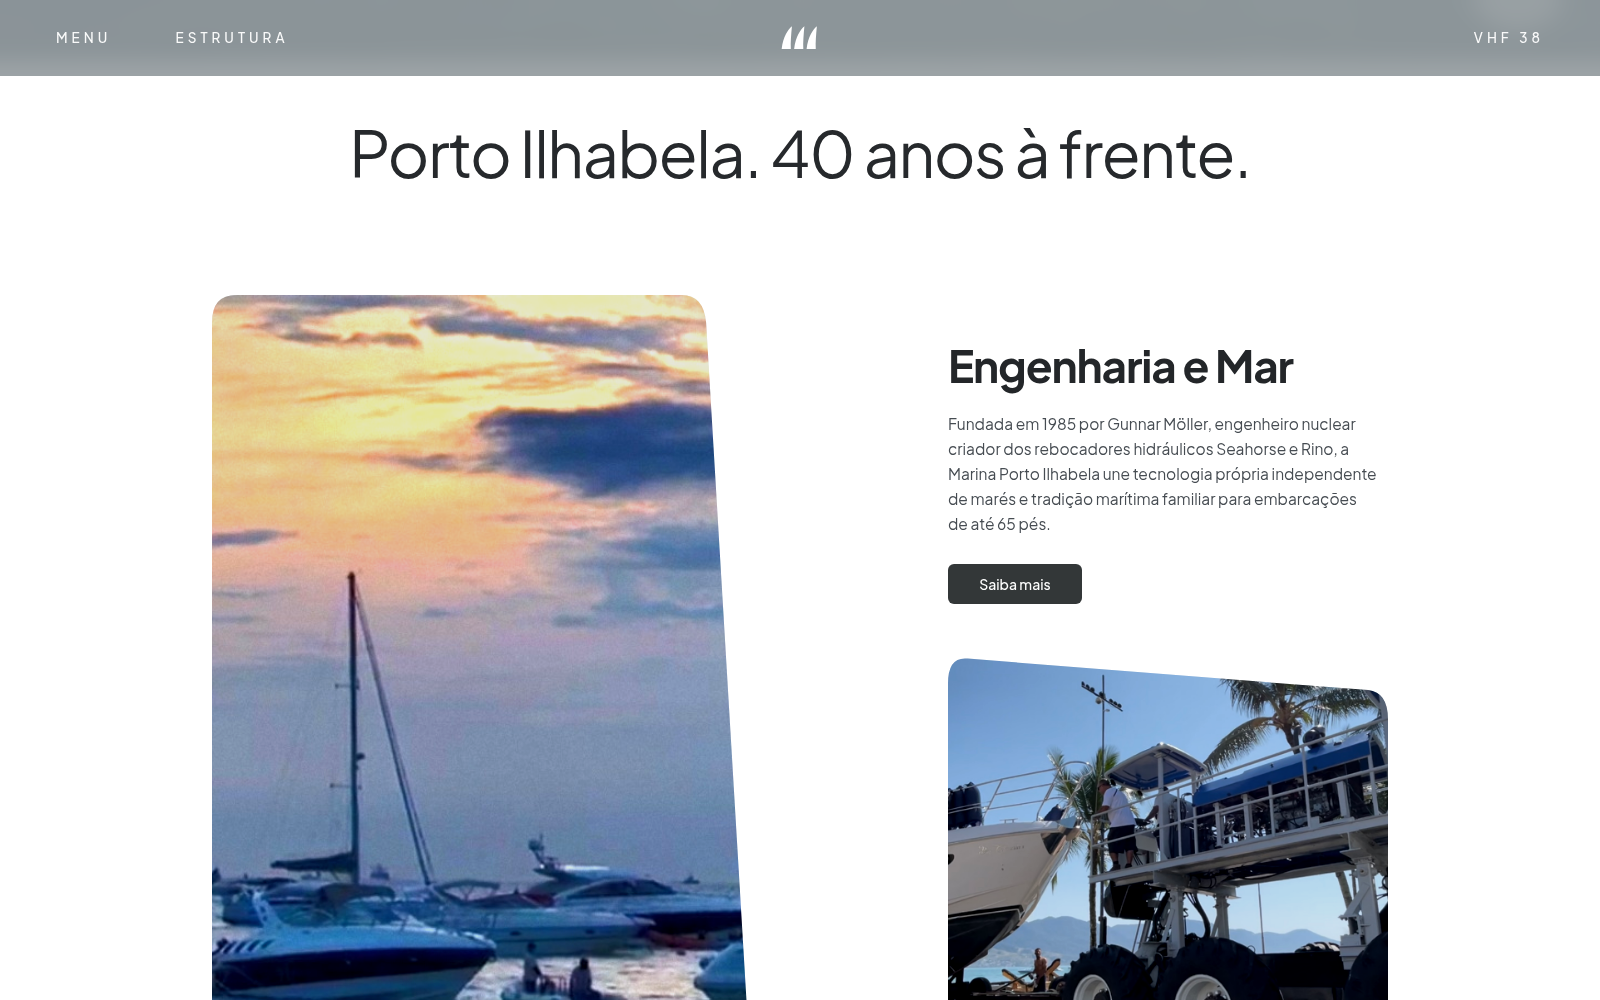 MENU
ESTRUTURA
VHF 38
Porto Ilhabela. 40 anos à frente.
Engenharia e Mar
Fundada em 1985 por Gunnar Möller, engenheiro nuclear
criador dos rebocadores hidráulicos Seahorse e Rino, a
Marina Porto Ilhabela une tecnologia própria independente
de marés e tradição marítima familiar para embarcações
de até 65 pés.
Saiba mais